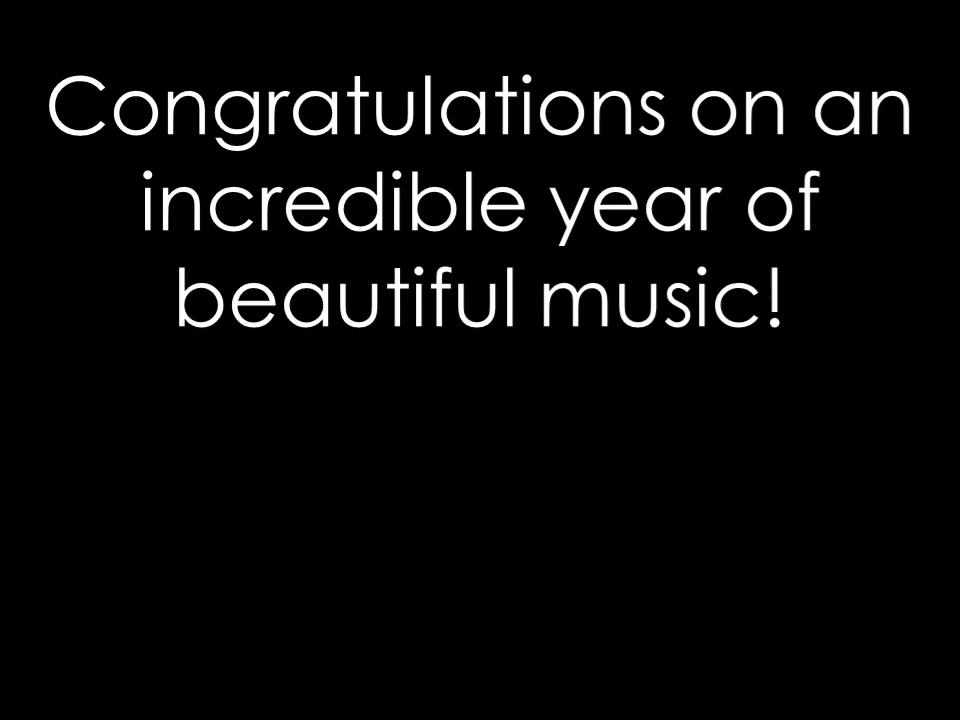 Congratulations on an
incredible year of
beautiful music!